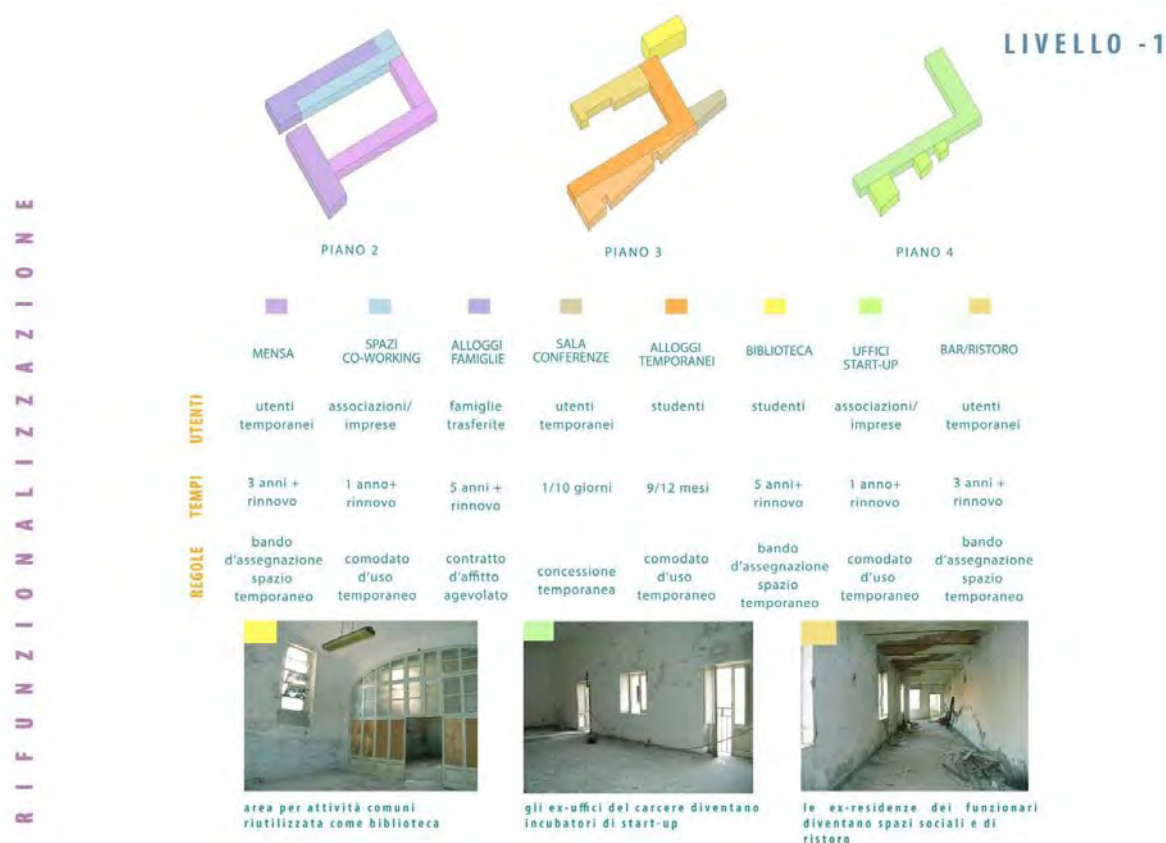 LIVELLO -1
RIFUNZIONALIZZAZIONE
PIANO 2
PIANO 3
PIANO 4
MENSA
SPAZI
CO-WORKING
ALLOGGI
FAMIGLIE
SALA
CONFERENZE
ALLOGGI
TEMPORANEI
BIBLIOTECA
UFFICI
START-UP
BAR/RISTORO
UTENTI
utenti
temporanei
associazioni/
imprese
famiglie
trasferite
utenti
temporanei
studenti
studenti
associazioni/
imprese
utenti
temporanei
TEMPI
3 anni +
rinnovo
1 anno+
rinnovo
5 anni +
rinnovo
1/10 giorni
9/12 mesi
5 anni+
rinnovo
1 anno+
rinnovo
3 anni +
rinnovo
REGOLE
bando
d'assegnazione
spazio
temporaneo
comodato
d'uso
temporaneo
contratto
d'affitto
agevolato
concessione
temporanea
comodato
d'uso
temporaneo
bando
d'assegnazione
spazio
temporaneo
comodato
d'uso
temporaneo
bando
d'assegnazione
spazio
temporaneo
area per attività comuni
riutilizzata come biblioteca
gli ex-uffici del carcere diventano
incubatori di start-up
le ex-residenze dei funzionari
diventano spazi sociali e di
ristoro